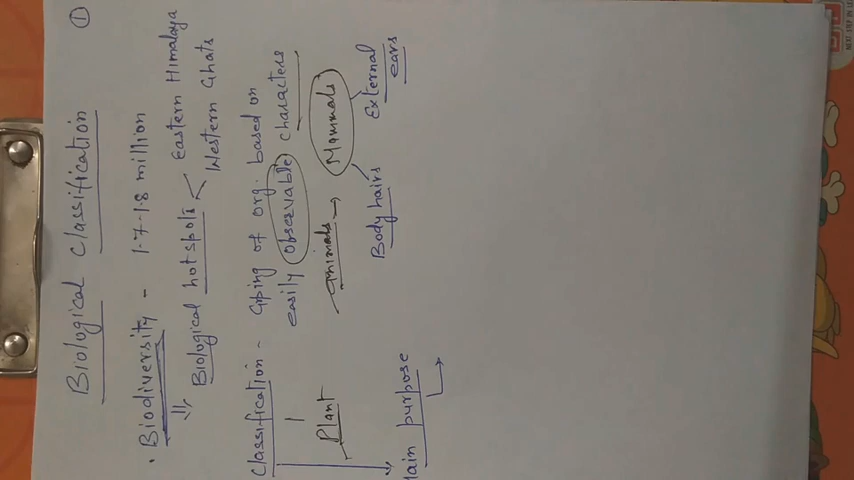 ①
Biological Classification
• Biodiversity - 1.7-1.8 million
Biological hotspots < Eastern Himalaya
Western Ghats
Classification - Gping of org. based on
easily observable characters
Plant
Animals → Mammals
Body hairs
External
ears
Main purpose